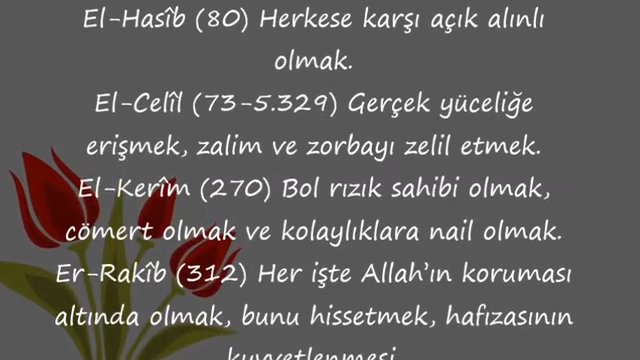 El-Hasîb (80) Herkese karşı açık alınlı
olmak.
El-Celîl (73-5.329) Gerçek yüceliğe
erişmek, zalim ve zorbayı zelil etmek.
El-Kerîm (270) Bol rızık sahibi olmak,
cömert olmak ve kolaylıklara nail olmak.
Er-Rakîb (312) Her işte Allah’ın koruması
altında olmak, bunu hissetmek, hafızasının
kuvvetlenmesi